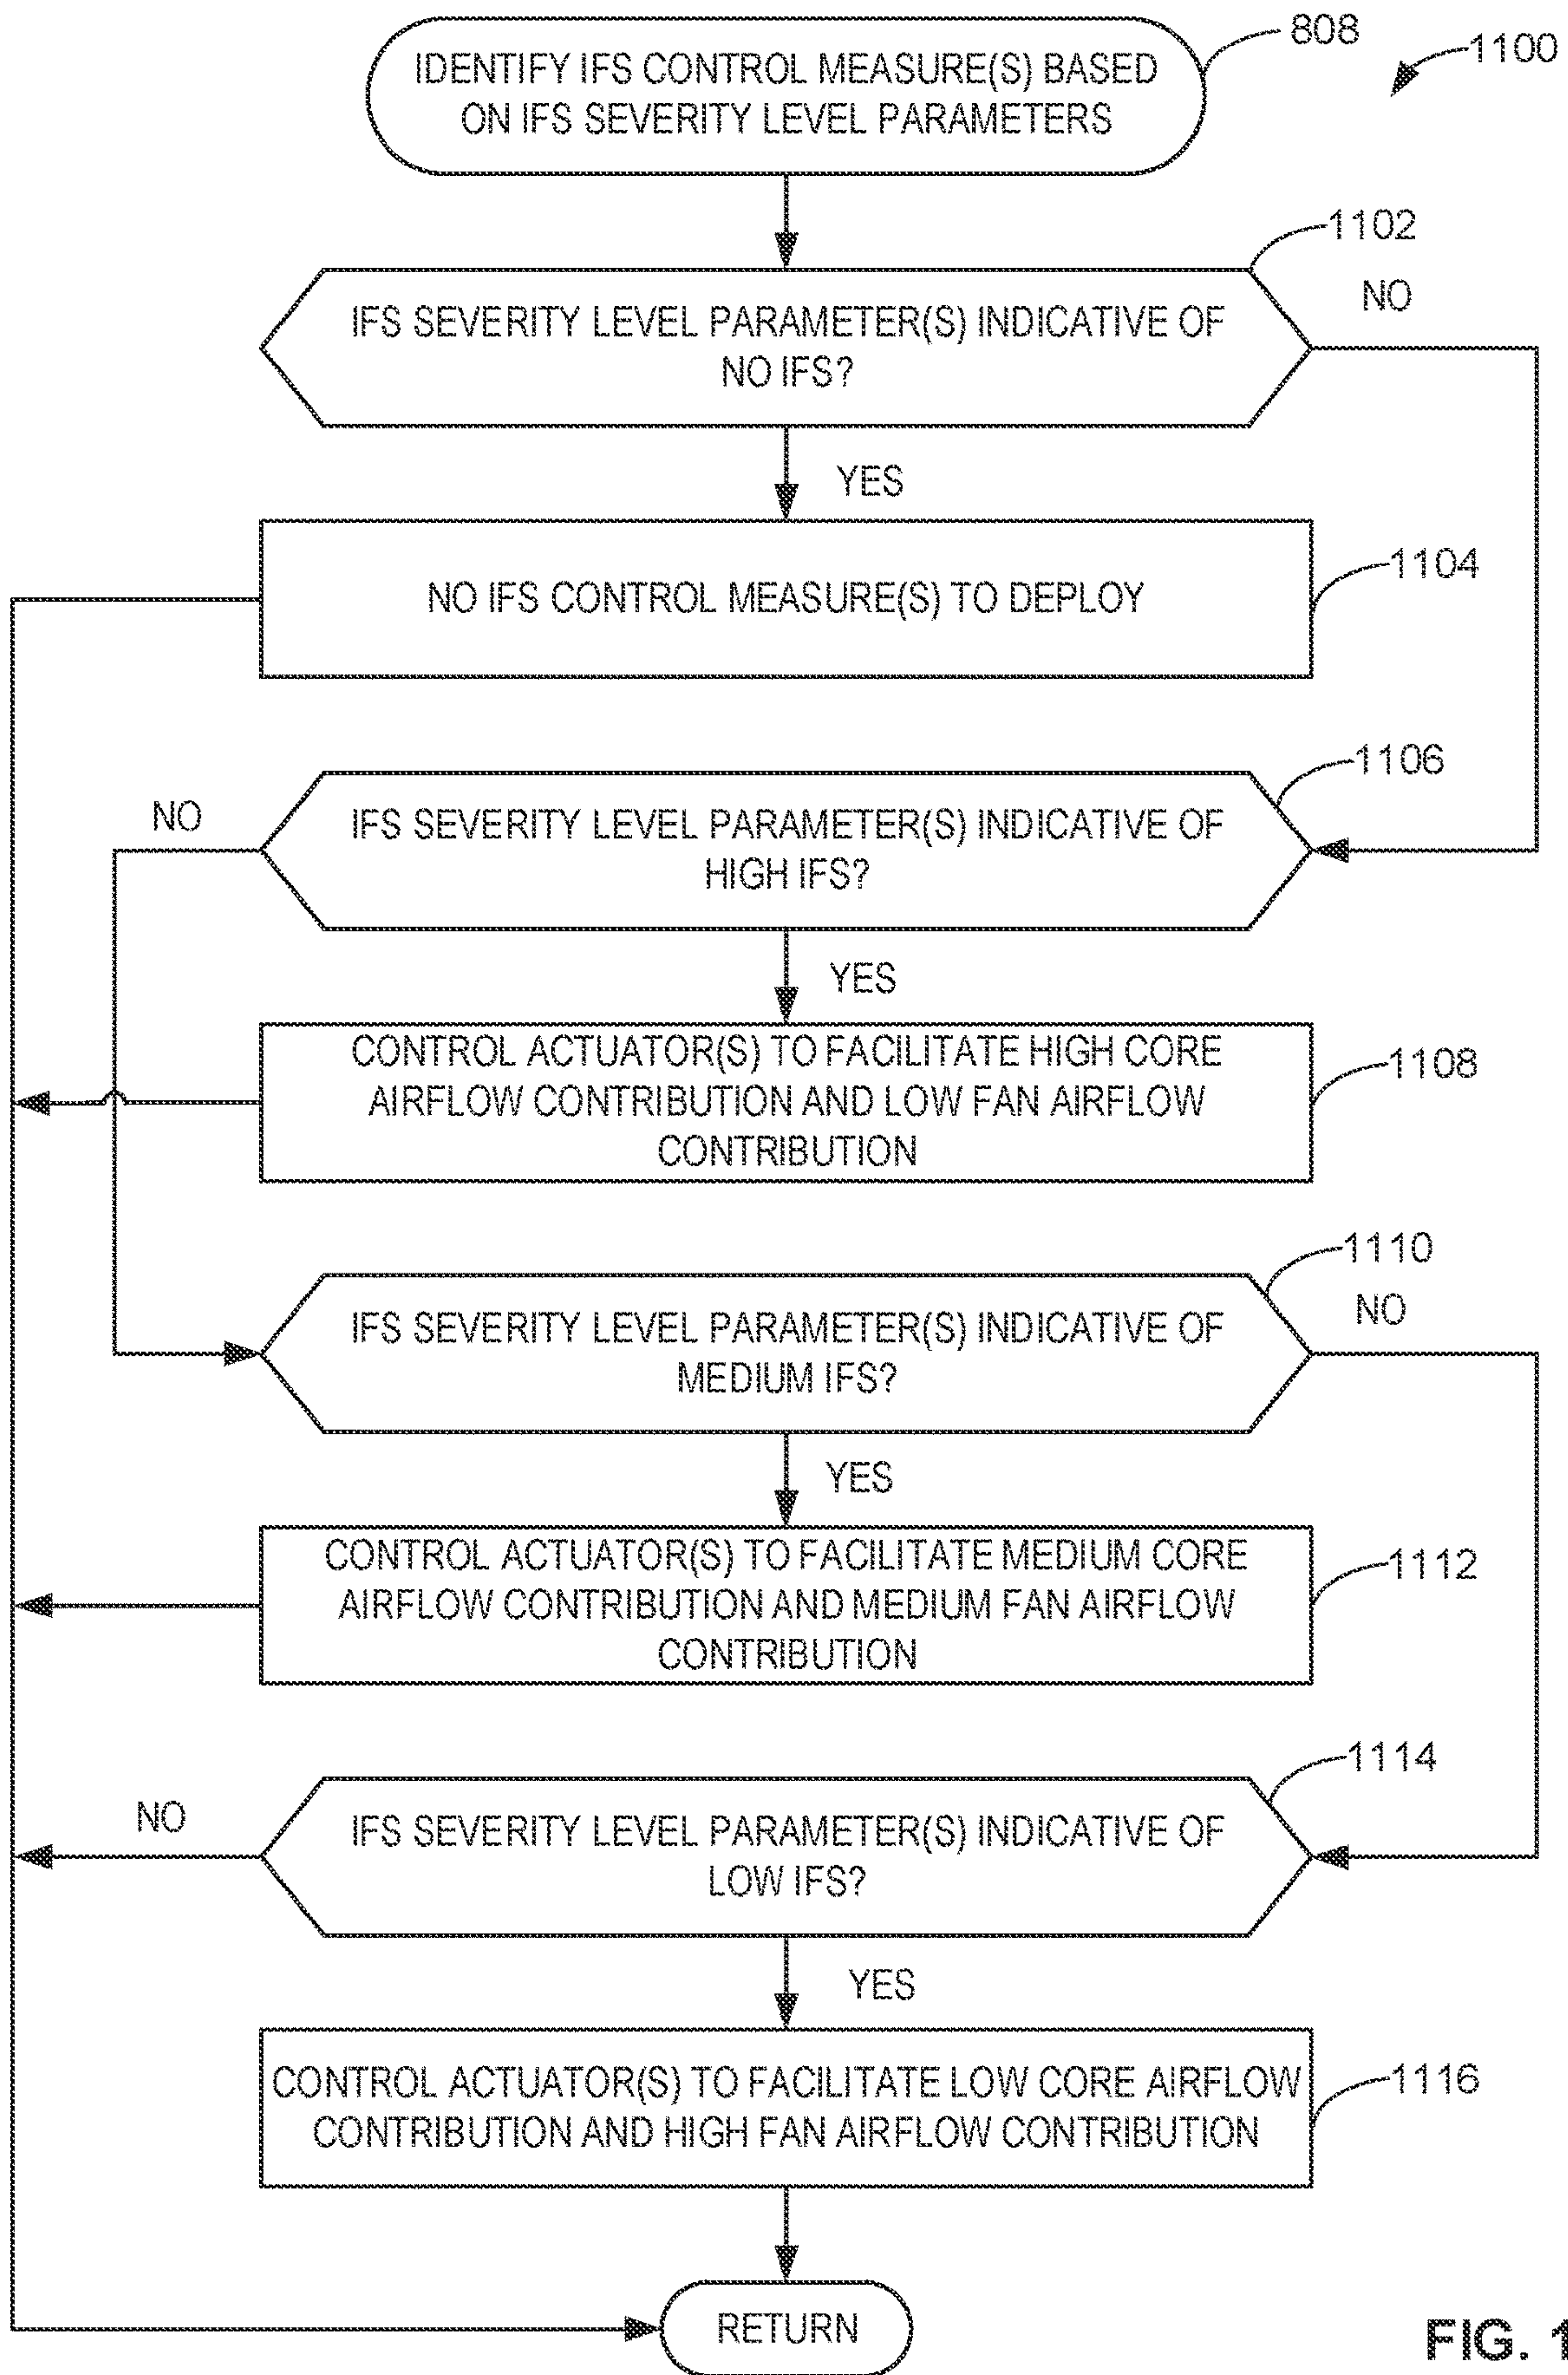 808
1100
IDENTIFY IFS CONTROL MEASURE(S) BASED
ON IFS SEVERITY LEVEL PARAMETERS
1102
NO
IFS SEVERITY LEVEL PARAMETER(S) INDICATIVE OF
NO IFS?
YES
1104
NO IFS CONTROL MEASURE(S) TO DEPLOY
1106
NO
IFS SEVERITY LEVEL PARAMETER(S) INDICATIVE OF
HIGH IFS?
YES
CONTROL ACTUATOR(S) TO FACILITATE HIGH CORE
AIRFLOW CONTRIBUTION AND LOW FAN AIRFLOW
CONTRIBUTION
1108
1110
NO
IFS SEVERITY LEVEL PARAMETER(S) INDICATIVE OF
MEDIUM IFS?
YES
CONTROL ACTUATOR(S) TO FACILITATE MEDIUM CORE
AIRFLOW CONTRIBUTION AND MEDIUM FAN AIRFLOW
CONTRIBUTION
1112
1114
NO
IFS SEVERITY LEVEL PARAMETER(S) INDICATIVE OF
LOW IFS?
YES
CONTROL ACTUATOR(S) TO FACILITATE LOW CORE AIRFLOW
CONTRIBUTION AND HIGH FAN AIRFLOW CONTRIBUTION
1116
RETURN
FIG.